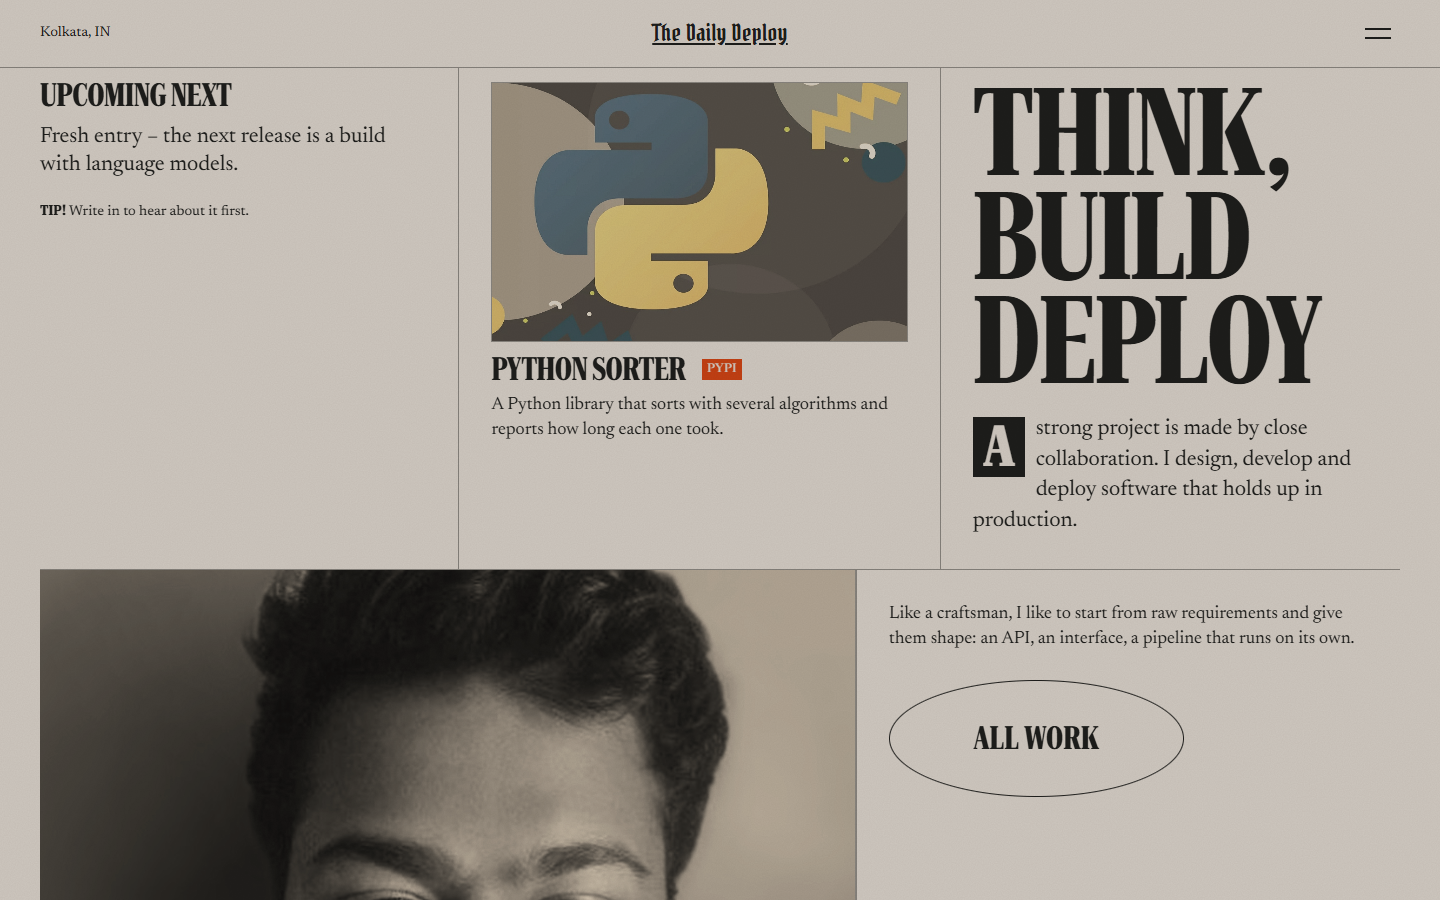 Kolkata, IN
The Daily Deploy
UPCOMING NEXT
Fresh entry – the next release is a build
with language models.
TIP! Write in to hear about it first.
PYTHON SORTER PYPI
A Python library that sorts with several algorithms and
reports how long each one took.
THINK,
BUILD
DEPLOY
A strong project is made by close
collaboration. I design, develop and
deploy software that holds up in
production.
Like a craftsman, I like to start from raw requirements and give
them shape: an API, an interface, a pipeline that runs on its own.
ALL WORK